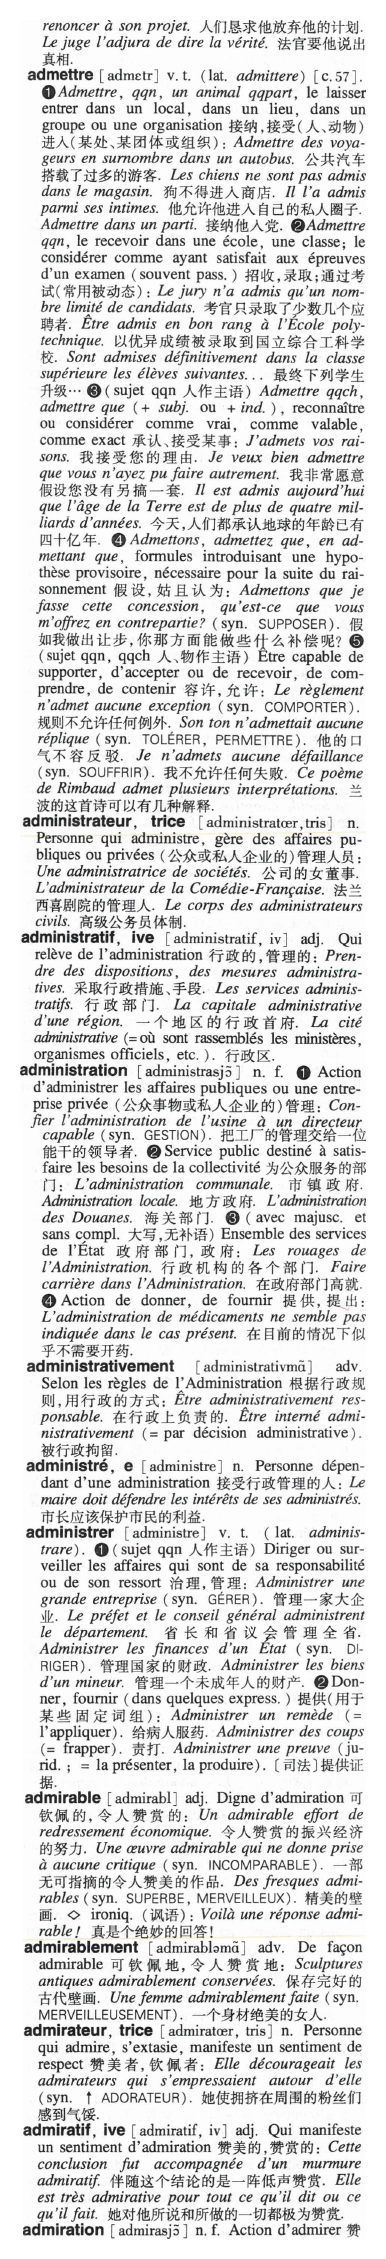 renoncer à son projet. 人们恳求他放弃他的计划.
Le juge l'adjura de dire la vérité. 法官要他说出
真相.
admettre [admɛtr] v. t. (lat. admittere) [c. 57].
❶Admettre, qqn, un animal qqpart, le laisser
entrer dans un local, dans un lieu, dans un
groupe ou une organisation 接纳,接受(人、动物)
进入(某处、某团体或组织): Admettre des voya-
geurs en surnombre dans un autobus. 公共汽车
搭载了过多的游客. Les chiens ne sont pas admis
dans le magasin. 狗不得进入商店. Il l'a admis
parmi ses intimes. 他允许他进入自己的私人圈子.
Admettre dans un parti. 接纳他入党. ❷Admettre
qqn, le recevoir dans une école, une classe; le
considérer comme ayant satisfait aux épreuves
d'un examen (souvent pass.) 招收,录取;通过考
试(常用被动态): Le jury n'a admis qu'un nom-
bre limité de candidats. 考官只录取了少数几个应
聘者. Être admis en bon rang à l'École poly-
technique. 以优异成绩被录取到国立综合工科学
校. Sont admises définitivement dans la classe
supérieure les élèves suivantes... 最终下列学生
升级… ❸(sujet qqn 人作主语) Admettre qqch,
admettre que (+ subj. ou + ind.), reconnaître
ou considérer comme vrai, comme valable,
comme exact 承认、接受某事: J'admets vos rai-
sons. 我接受您的理由. Je veux bien admettre
que vous n'ayez pu faire autrement. 我非常愿意
假设您没有另搞一套. Il est admis aujourd'hui
que l'âge de la Terre est de plus de quatre mil-
liards d'années. 今天,人们都承认地球的年龄已有
四十亿年. ❹Admettons, admettez que, en ad-
mettant que, formules introduisant une hypo-
thèse provisoire, nécessaire pour la suite du rai-
sonnement 假设,姑且认为: Admettons que je
fasse cette concession, qu'est-ce que vous
m'offrez en contrepartie? (syn. SUPPOSER). 假
如我做出让步,你那方面能做些什么补偿呢? ❺
(sujet qqn, qqch 人、物作主语) Être capable de
supporter, d'accepter ou de recevoir, de com-
prendre, de contenir 容许,允许: Le règlement
n'admet aucune exception (syn. COMPORTER).
规则不允许任何例外. Son ton n'admettait aucune
réplique (syn. TOLÉRER, PERMETTRE). 他的口
气不容反驳. Je n'admets aucune défaillance
(syn. SOUFFRIR). 我不允许任何失败. Ce poème
de Rimbaud admet plusieurs interprétations. 兰
波的这首诗可以有几种解释.
administrateur, trice [administratœr, tris] n.
Personne qui administre, gère des affaires pu-
bliques ou privées (公众或私人企业的)管理人员:
Une administratrice de sociétés. 公司的女董事.
L'administrateur de la Comédie-Française. 法兰
西喜剧院的管理人. Le corps des administrateurs
civils. 高级公务员体制.
administratif, ive [administratif, iv] adj. Qui
relève de l'administration 行政的,管理的: Pren-
dre des dispositions, des mesures administra-
tives. 采取行政措施、手段. Les services adminis-
tratifs. 行政部门. La capitale administrative
d'une région. 一个地区的行政首府. La cité
administrative (=où sont rassemblés les ministères,
organismes officiels, etc.). 行政区.
administration [administrasjɔ̃] n. f. ❶ Action
d'administrer les affaires publiques ou une entre-
prise privée (公众事物或私人企业的)管理: Con-
fier l'administration de l'usine à un directeur
capable (syn. GESTION). 把工厂的管理交给一位
能干的领导者. ❷Service public destiné à satis-
faire les besoins de la collectivité 为公众服务的部
门: L'administration communale. 市镇政府.
Administration locale. 地方政府. L'administration
des Douanes. 海关部门. ❸(avec majusc. et
sans compl. 大写,无补语) Ensemble des services
de l'État 政府部门,政府: Les rouages de
l'Administration. 行政机构的各个部门. Faire
carrière dans l'Administration. 在政府部门高就.
❹Action de donner, de fournir 提供,提出:
L'administration de médicaments ne semble pas
indiquée dans le cas présent. 在目前的情况下似
乎不需要开药.
administrativement [administrativmɑ̃] adv.
Selon les règles de l'Administration 根据行政规
则,用行政的方式: Être administrativement res-
ponsable. 在行政上负责的. Être interné admi-
nistrativement (= par décision administrative).
被行政拘留.
administré, e [administre] n. Personne dépen-
dant d'une administration 接受行政管理的人: Le
maire doit défendre les intérêts de ses administrés.
市长应该保护市民的利益.
administrer [administre] v. t. (lat. adminis-
trare). ❶(sujet qqn 人作主语) Diriger ou sur-
veiller les affaires qui sont de sa responsabilité
ou de son ressort 治理,管理: Administrer une
grande entreprise (syn. GÉRER). 管理一家大企
业. Le préfet et le conseil général administrent
le département. 省长和省议会管理全省.
Administrer les finances d'un État (syn. DI-
RIGER). 管理国家的财政. Administrer les biens
d'un mineur. 管理一个未成年人的财产. ❷Don-
ner, fournir (dans quelques express.) 提供(用于
某些固定词组): Administrer un remède (=
l'appliquer). 给病人服药. Administrer des coups
(= frapper). 责打. Administrer une preuve (ju-
rid. ; = la présenter, la produire). 〔司法〕提供证
据.
admirable [admirabl] adj. Digne d'admiration 可
钦佩的,令人赞赏的: Un admirable effort de
redressement économique. 令人赞赏的振兴经济
的努力. Une œuvre admirable qui ne donne prise
à aucune critique (syn. INCOMPARABLE). 一部
无可指摘的令人赞美的作品. Des fresques admi-
rables (syn. SUPERBE, MERVEILLEUX). 精美的壁
画. ◇ ironiq. (讽语): Voilà une réponse admi-
rable! 真是个绝妙的回答!
admirablement [admirabləmɑ̃] adv. De façon
admirable 可钦佩地,令人赞赏地: Sculptures
antiques admirablement conservées. 保存完好的
古代壁画. Une femme admirablement faite (syn.
MERVEILLEUSEMENT). 一个身材绝美的女人.
admirateur, trice [admiratœr, tris] n. Personne
qui admire, s'extasie, manifeste un sentiment de
respect 赞美者,钦佩者: Elle décourageait les
admirateurs qui s'empressaient autour d'elle
(syn. ↑ ADORATEUR). 她使拥挤在周围的粉丝们
感到气馁.
admiratif, ive [admiratif, iv] adj. Qui manifeste
un sentiment d'admiration 赞美的,赞赏的: Cette
conclusion fut accompagnée d'un murmure
admiratif. 伴随这个结论的是一阵低声赞赏. Elle
est très admirative pour tout ce qu'il dit ou ce
qu'il fait. 她对他所说和所做的一切都极为赞赏.
admiration [admirasjɔ̃] n. f. Action d'admirer 赞